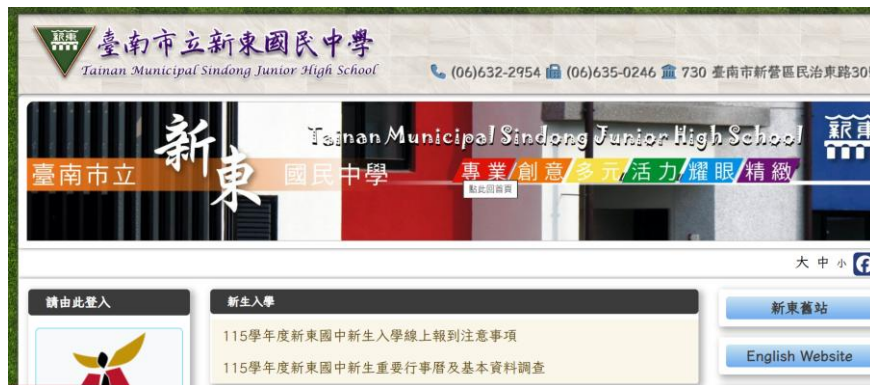 新東
臺南市立新東國民中學
Tainan Municipal Sindong Junior High School
(06)632-2954 (06)635-0246 730 臺南市新營區民治東路30
Tainan Municipal Sindong Junior High School
新東
臺南市立 新東 國民中學
專業/創意/多元/活力/耀眼/精緻
點此回首頁
大 中 小
請由此登入
新生入學
新東舊站
115學年度新東國中新生入學線上報到注意事項
115學年度新東國中新生重要行事曆及基本資料調查
English Website